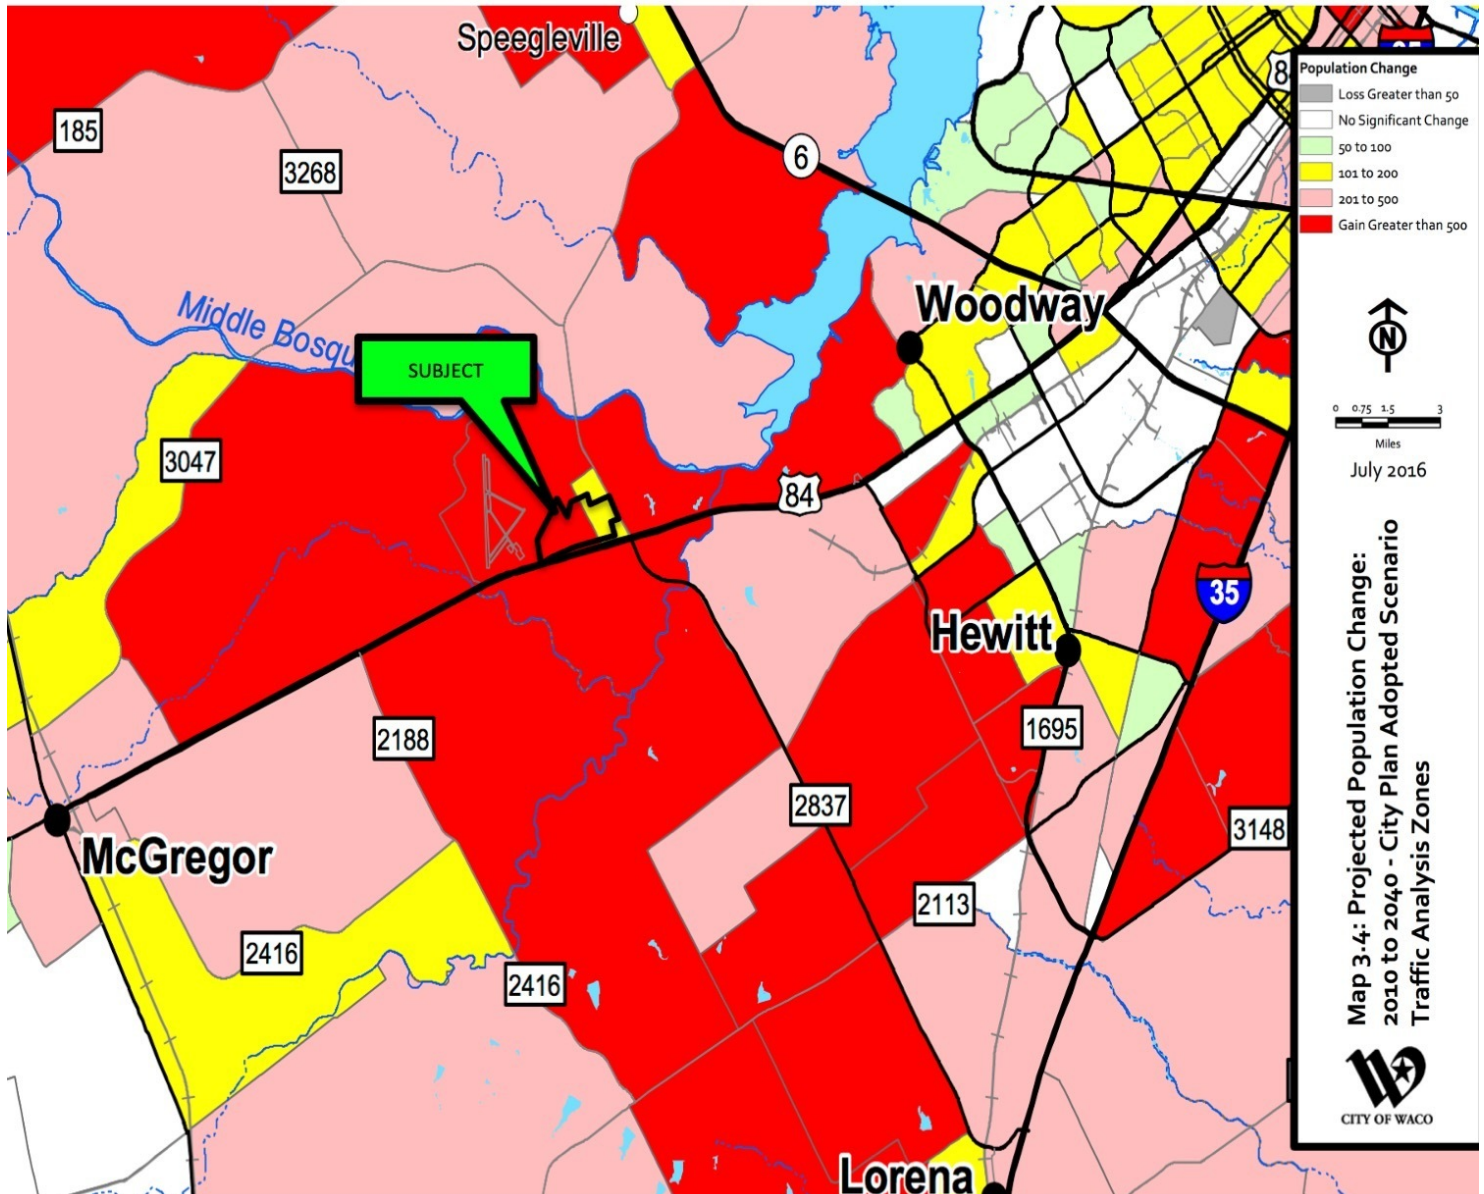 Speegleville
185
3268
6
Middle Bosqu
Woodway
SUBJECT
3047
84
35
Hewitt
2188
1695
2837
3148
McGregor
2113
2416
2416
Lorena
Population Change
Loss Greater than 50
No Significant Change
50 to 100
101 to 200
201 to 500
Gain Greater than 500
N
0 0.75 1.5 3
Miles
July 2016
Map 3.4: Projected Population Change:
2010 to 2040 - City Plan Adopted Scenario
Traffic Analysis Zones
CITY OF WACO